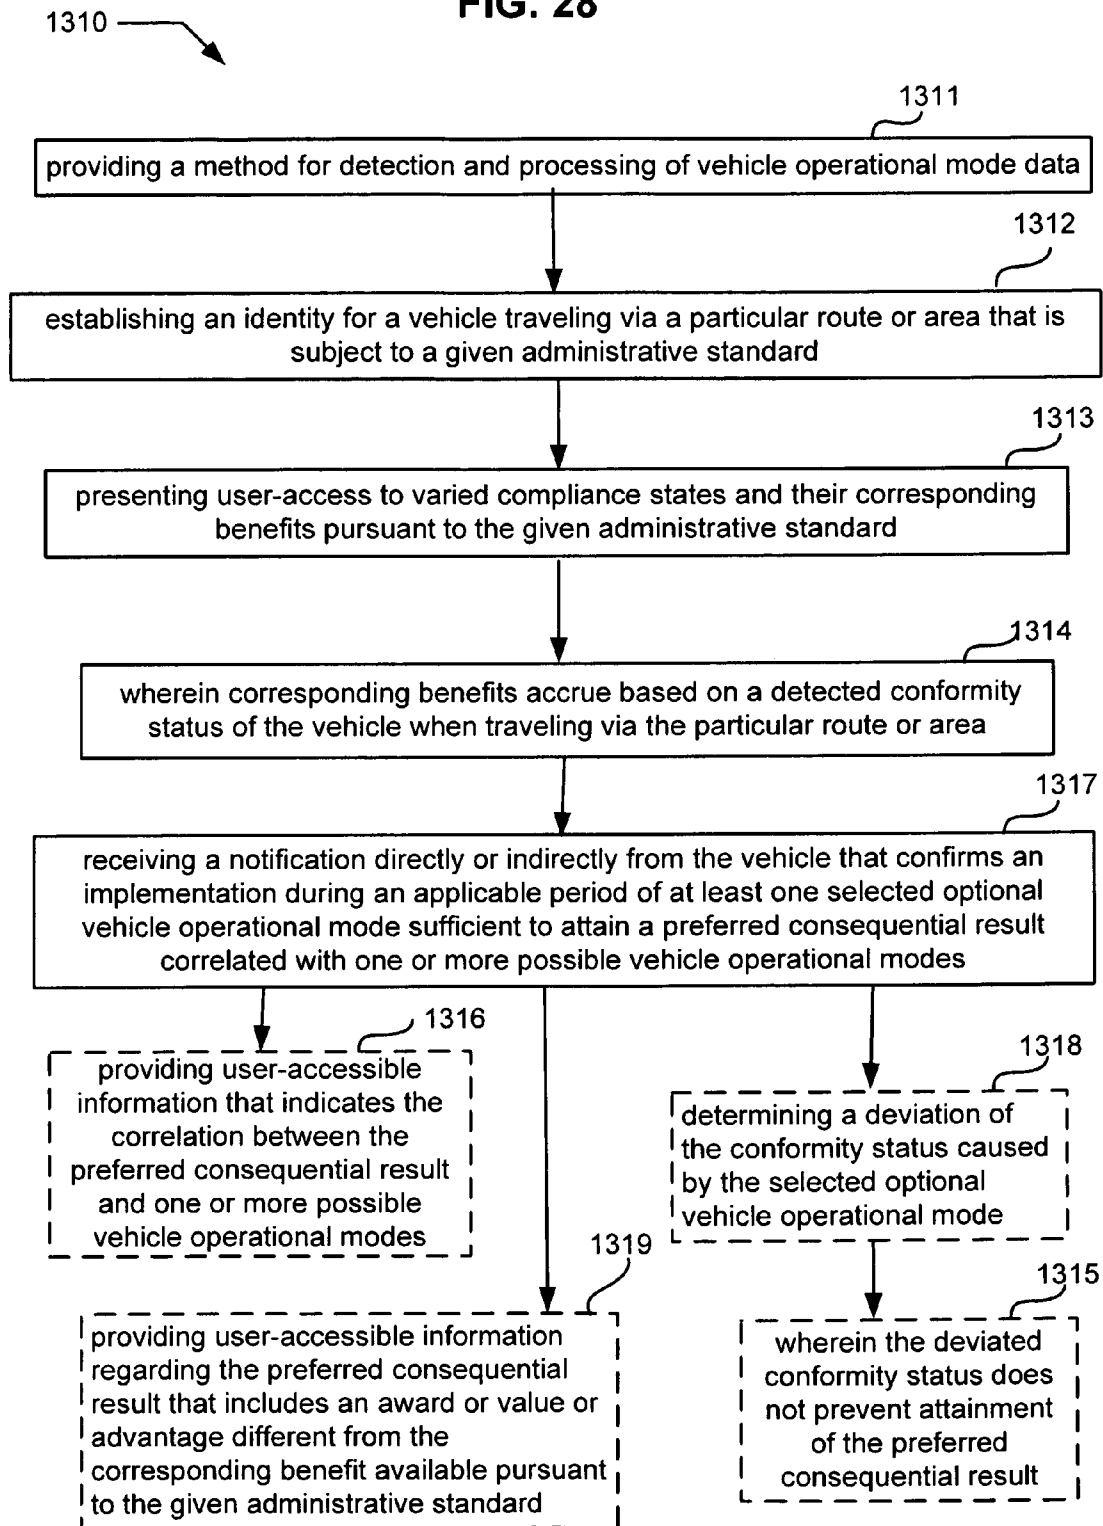 FIG. 28
1310
1311
providing a method for detection and processing of vehicle operational mode data
1312
establishing an identity for a vehicle traveling via a particular route or area that is
subject to a given administrative standard
1313
presenting user-access to varied compliance states and their corresponding
benefits pursuant to the given administrative standard
1314
wherein corresponding benefits accrue based on a detected conformity
status of the vehicle when traveling via the particular route or area
1317
receiving a notification directly or indirectly from the vehicle that confirms an
implementation during an applicable period of at least one selected optional
vehicle operational mode sufficient to attain a preferred consequential result
correlated with one or more possible vehicle operational modes
1316
providing user-accessible
information that indicates the
correlation between the
preferred consequential result
and one or more possible
vehicle operational modes
1318
determining a deviation of
the conformity status caused
by the selected optional
vehicle operational mode
1319
providing user-accessible information
regarding the preferred consequential
result that includes an award or value or
advantage different from the
corresponding benefit available pursuant
to the given administrative standard
1315
wherein the deviated
conformity status does
not prevent attainment
of the preferred
consequential result